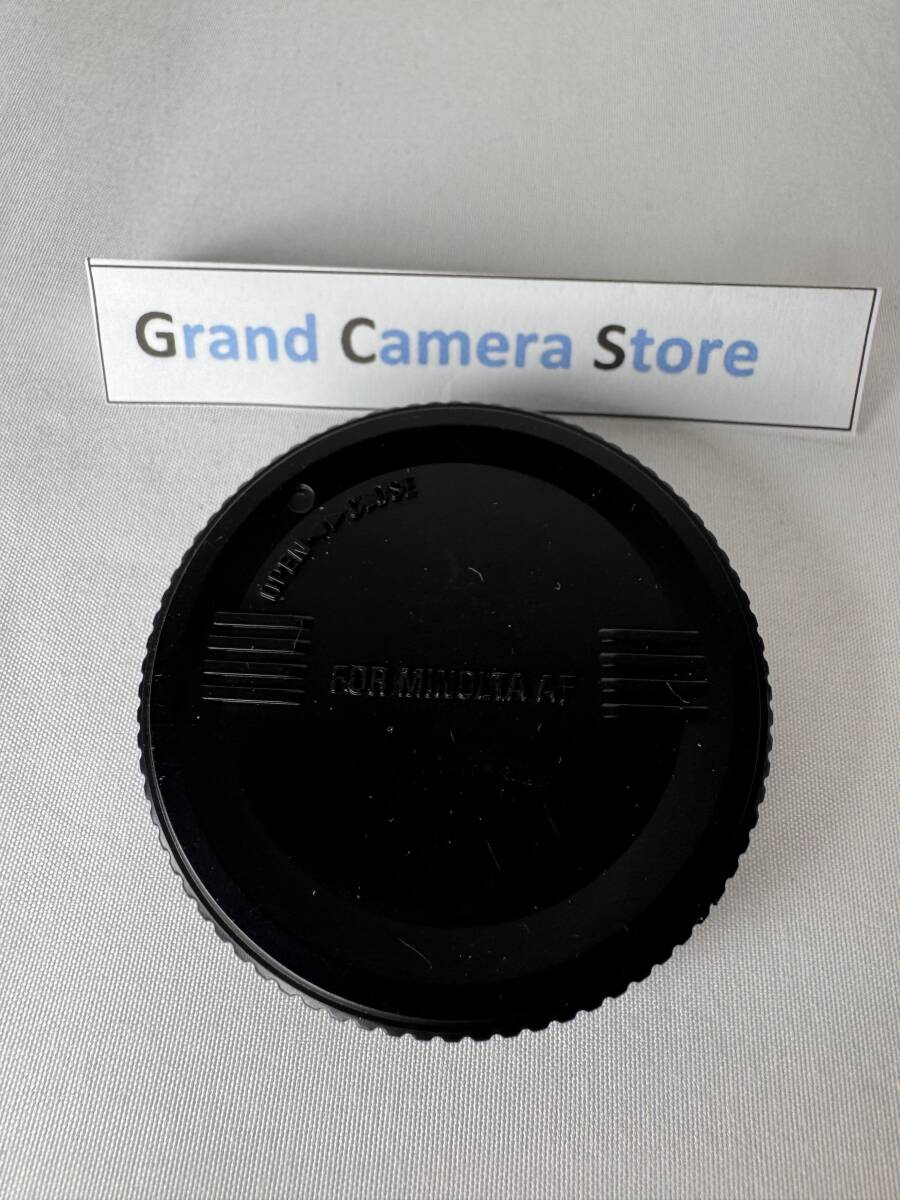 Grand Camera Store
OPEN CLOSE
FOR MINOLTA AF